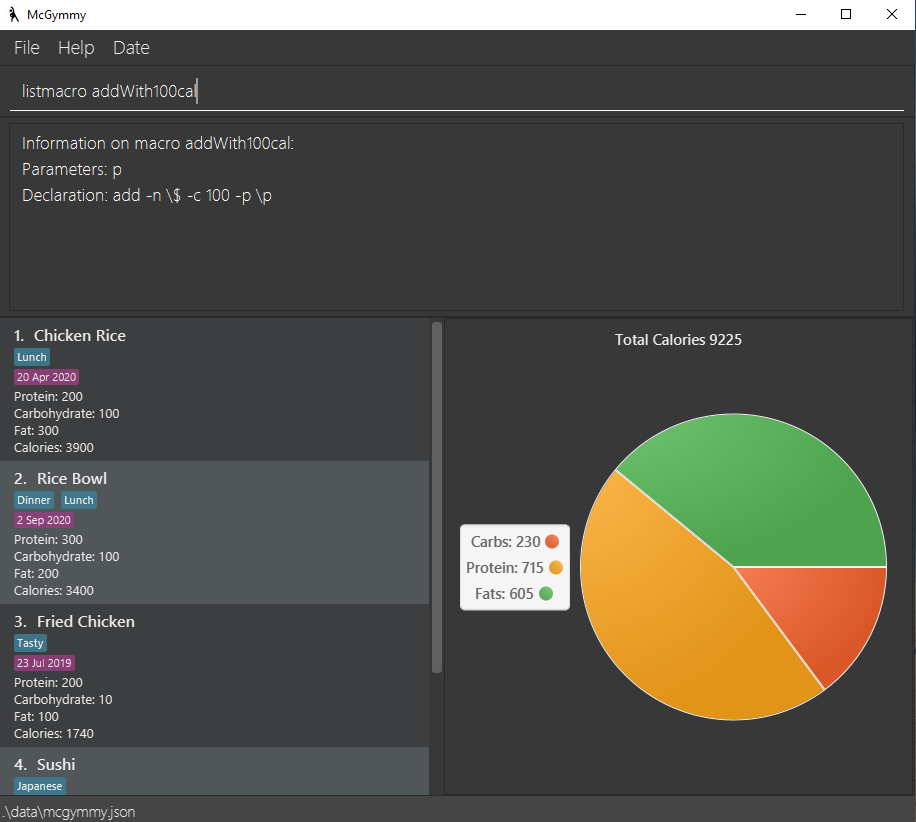 McGymmy
File Help Date
listmacro addWith100cal
Information on macro addWith100cal:
Parameters: p
Declaration: add -n \$ -c 100 -p \p
1. Chicken Rice
Lunch
20 Apr 2020
Protein: 200
Carbohydrate: 100
Fat: 300
Calories: 3900
2. Rice Bowl
Dinner Lunch
2 Sep 2020
Protein: 300
Carbohydrate: 100
Fat: 200
Calories: 3400
3. Fried Chicken
Tasty
23 Jul 2019
Protein: 200
Carbohydrate: 10
Fat: 100
Calories: 1740
4. Sushi
Japanese
Total Calories 9225
Carbs: 230
Protein: 715
Fats: 605
.\data\mcgymmy.json